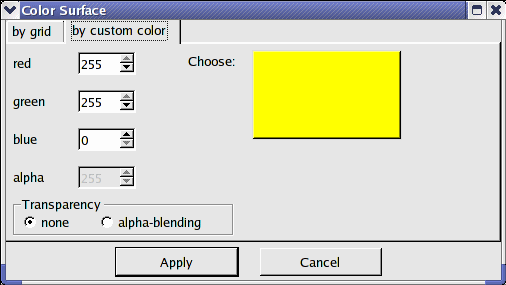 Color Surface
by grid
by custom color
red 255
Choose:
green 255
blue 0
alpha 255
Transparency
none alpha-blending
Apply Cancel